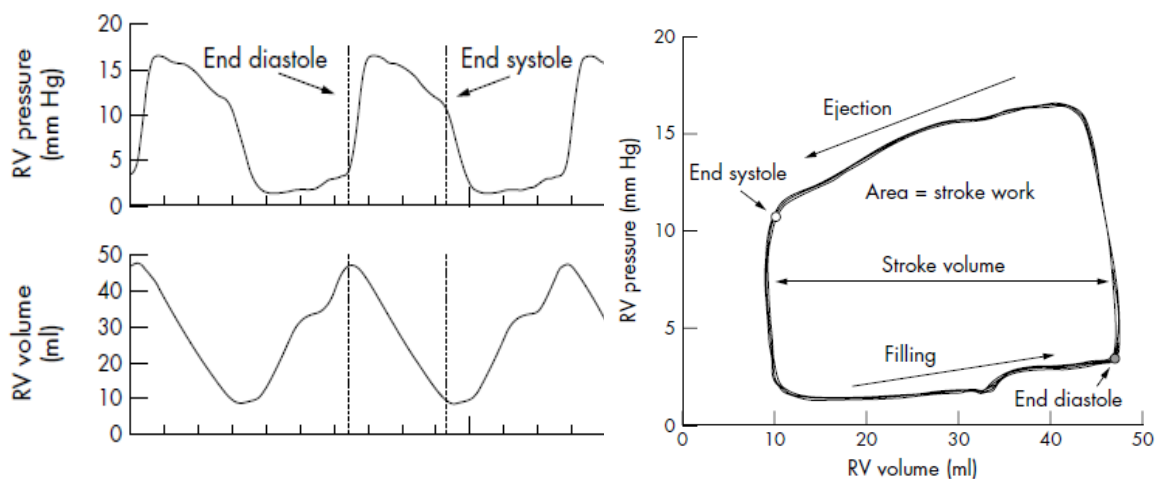 20
15
10
5
0
RV pressure
(mm Hg)
End diastole
End systole
50
40
30
20
10
0
RV volume
(ml)
20
15
10
5
0
RV pressure (mm Hg)
Ejection
End systole
Area = stroke work
Stroke volume
Filling
End diastole
0 10 20 30 40 50
RV volume (ml)